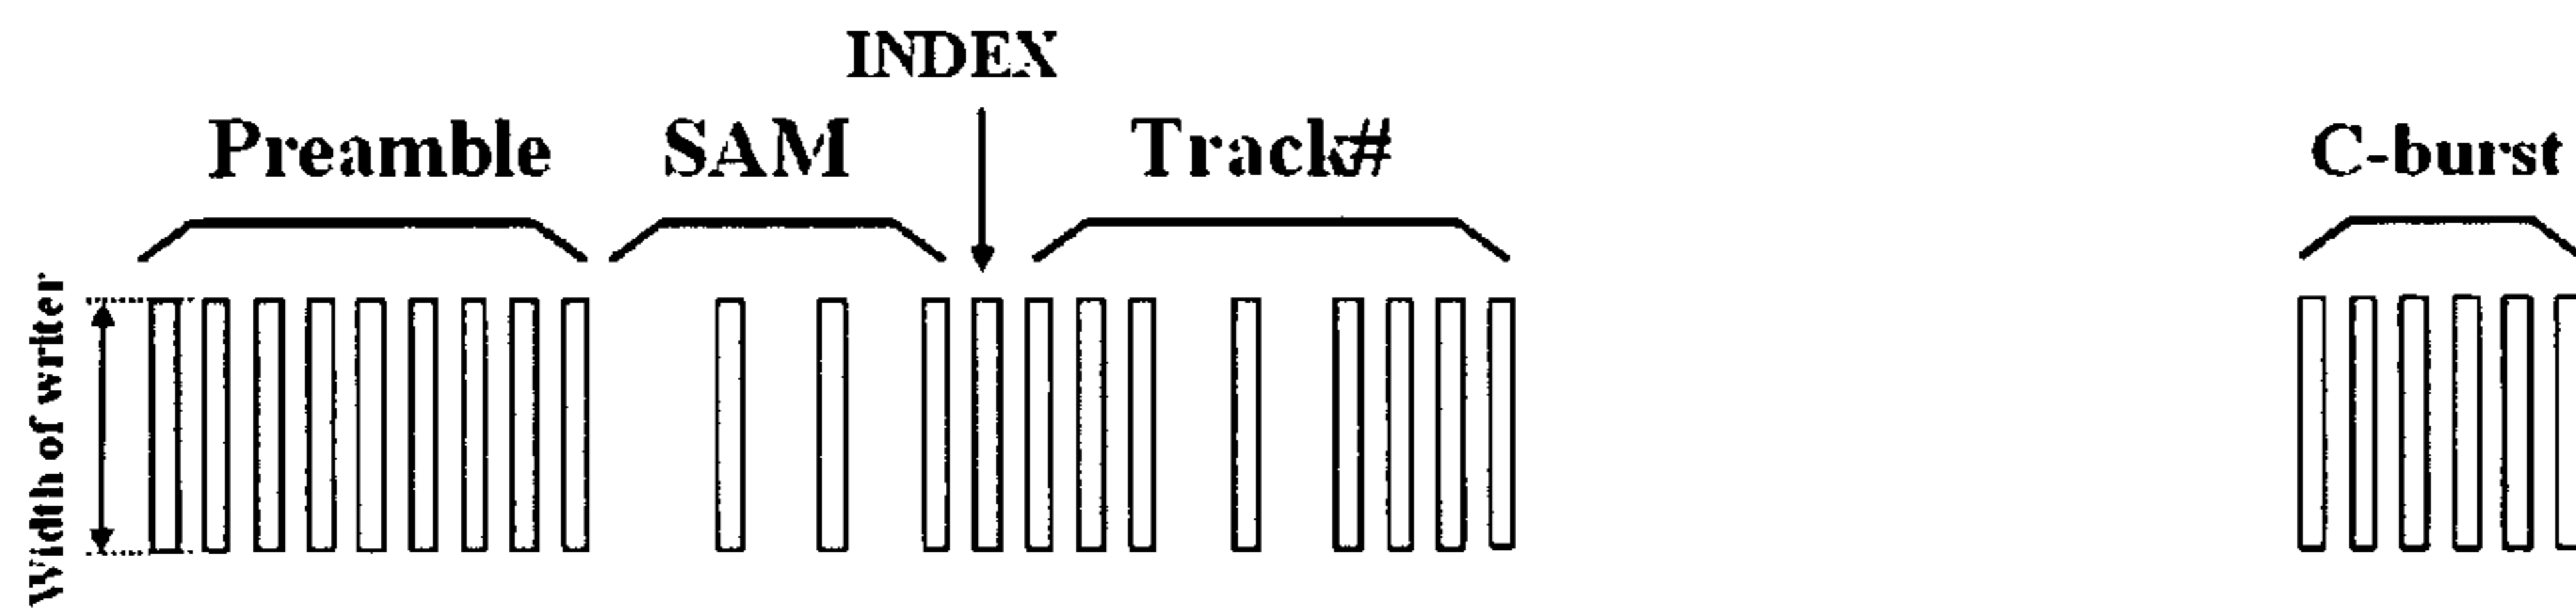 INDEX
Preamble SAM Track# C-burst
Width of writer